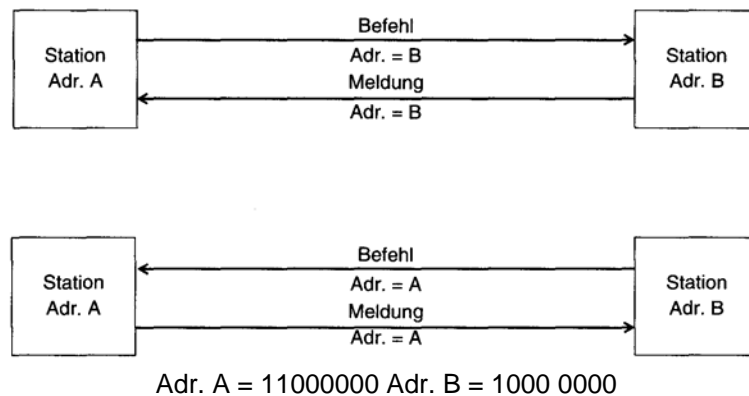 Befehl
Station Station
Adr. = B
Adr. A Adr. B
Meldung
Adr. = B
Befehl
Station Station
Adr. = A
Adr. A Adr. B
Meldung
Adr. = A
Adr. A = 11000000 Adr. B = 1000 0000